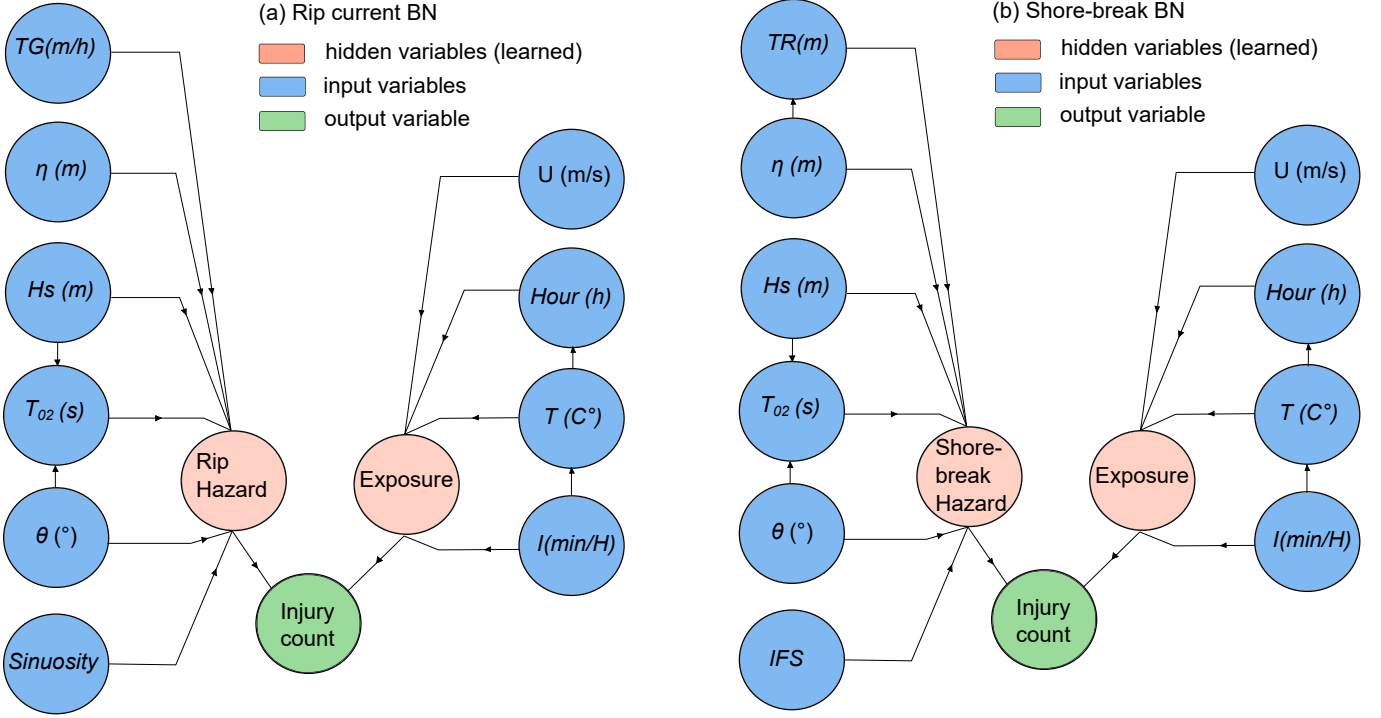 (a) Rip current BN
hidden variables (learned)
input variables
output variable
TG(m/h)
η (m)
Hs (m)
T02 (s)
θ (°)
Sinuosity
Rip
Hazard
Exposure
Injury
count
U (m/s)
Hour (h)
T (C°)
I(min/H)
(b) Shore-break BN
hidden variables (learned)
input variables
output variable
TR(m)
η (m)
Hs (m)
T02 (s)
θ (°)
IFS
Shore-
break
Hazard
Exposure
Injury
count
U (m/s)
Hour (h)
T (C°)
I(min/H)